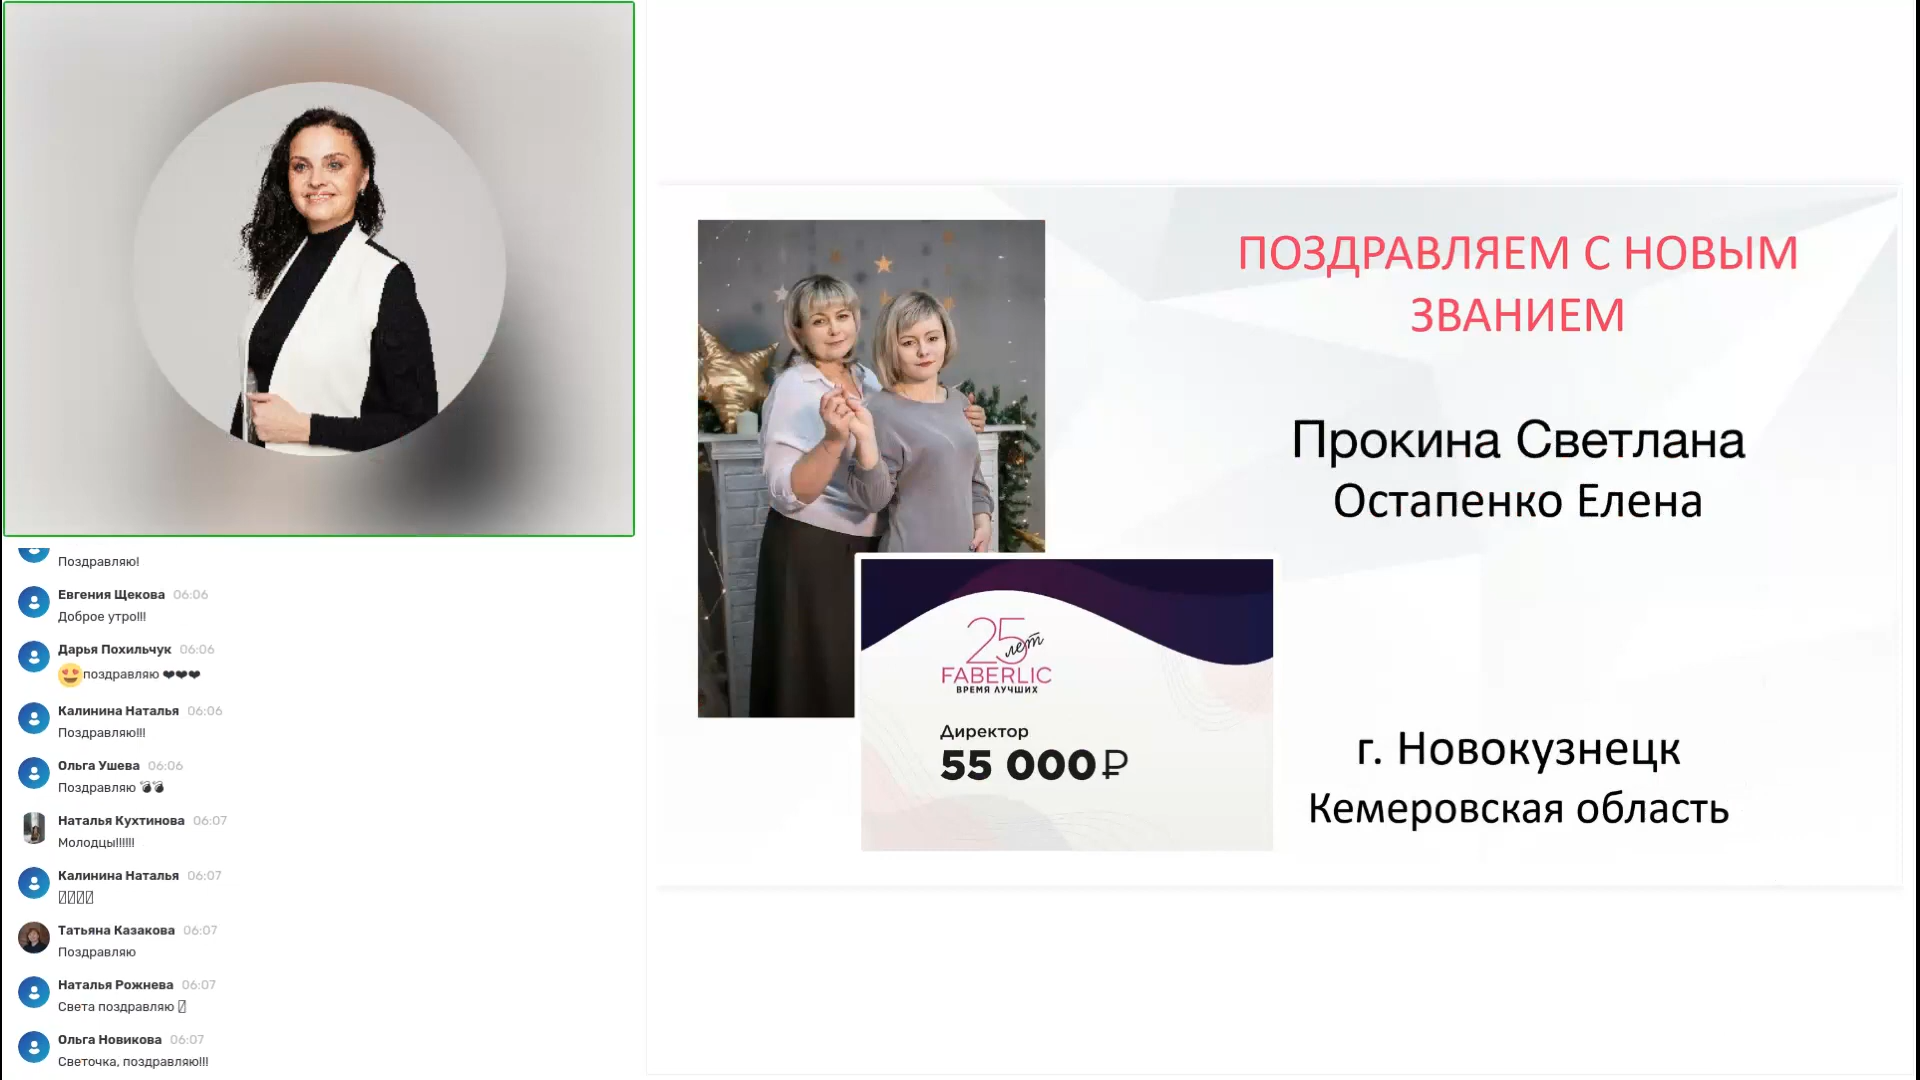 Поздравляю!
Евгения Щекова 06:06
Доброе утро!!!
Дарья Похильчук 06:06
😍поздравляю ❤❤❤
Калинина Наталья 06:06
Поздравляю!!!
Ольга Ушева 06:06
Поздравляю 💣💣
Наталья Кухтинова 06:07
Молодцы!!!!!!
Калинина Наталья 06:07
Татьяна Казакова 06:07
Поздравляю
Наталья Рожнева 06:07
Света поздравляю
Ольга Новикова 06:07
Светочка, поздравляю!!!
ПОЗДРАВЛЯЕМ С НОВЫМ
ЗВАНИЕМ
Прокина Светлана
Остапенко Елена
25 лет
FABERLIC
ВРЕМЯ ЛУЧШИХ
Директор
55 000 ₽
г. Новокузнецк
Кемеровская область